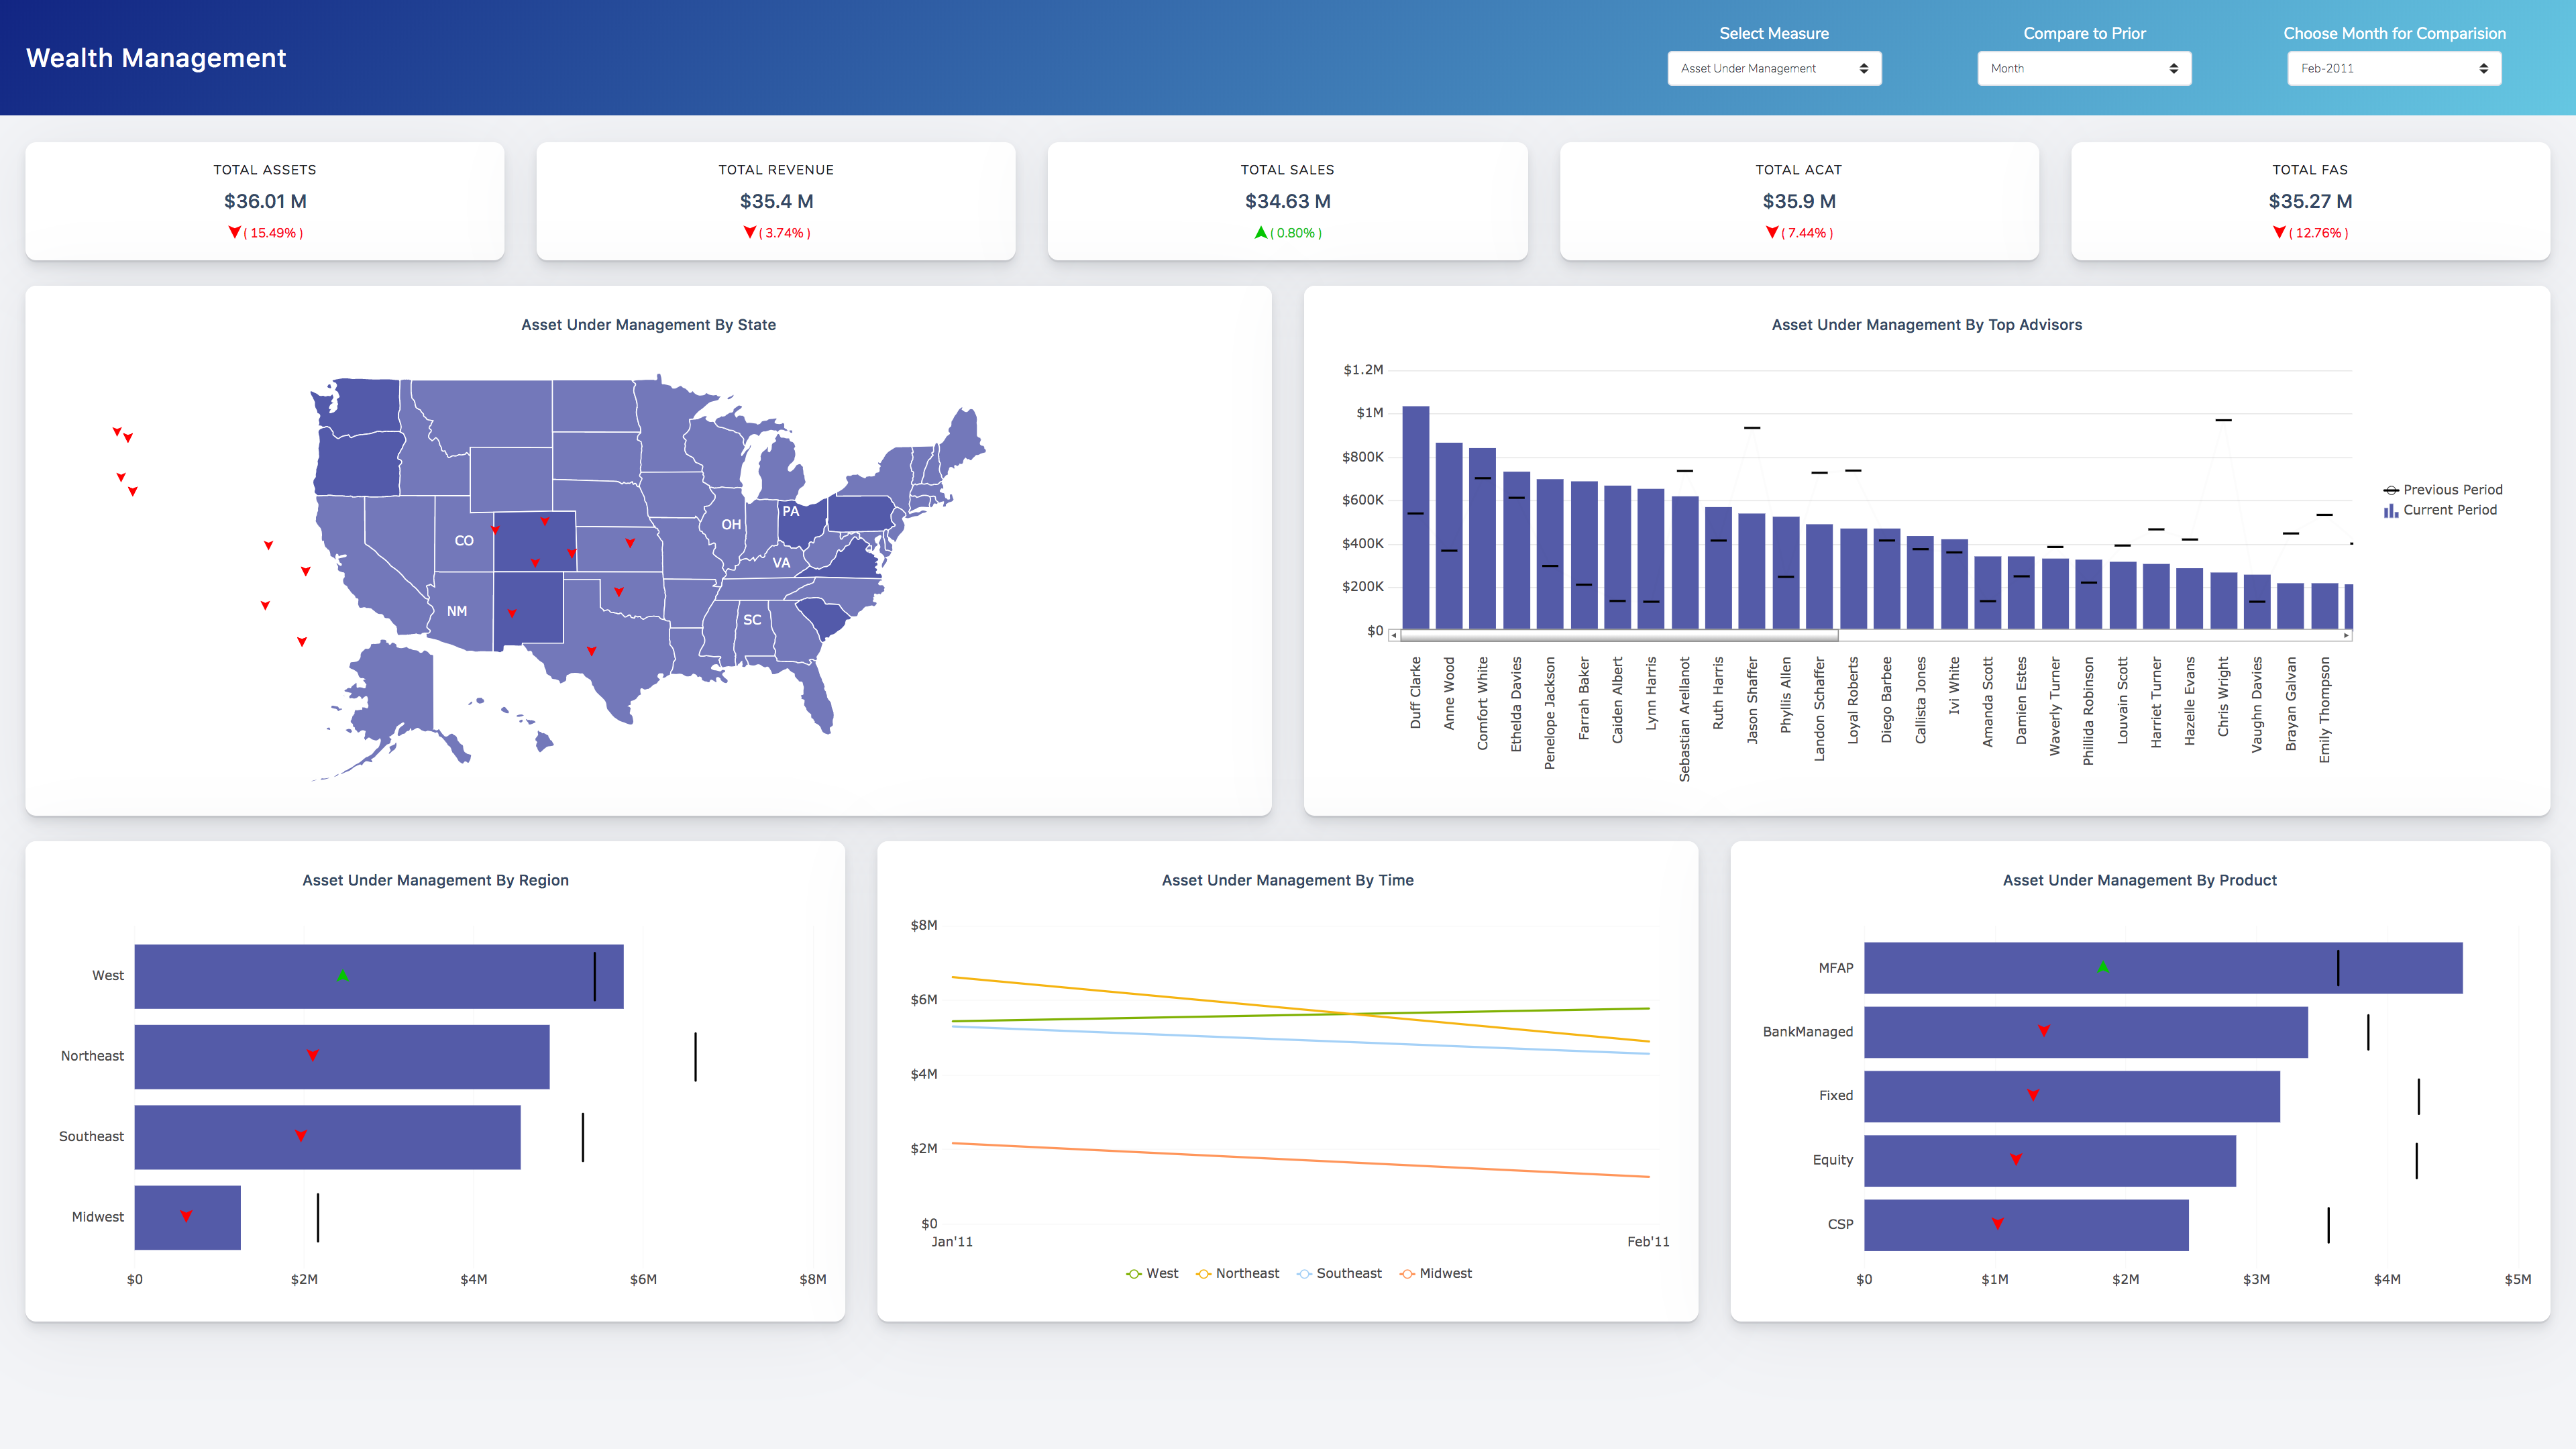 Wealth Management
Select Measure
Compare to Prior
Choose Month for Comparision
Asset Under Management
Month
Feb-2011
TOTAL ASSETS
$36.01 M
( 15.49% )
TOTAL REVENUE
$35.4 M
( 3.74% )
TOTAL SALES
$34.63 M
( 0.80% )
TOTAL ACAT
$35.9 M
( 7.44% )
TOTAL FAS
$35.27 M
( 12.76% )
Asset Under Management By State
CO
NM
OH
PA
VA
SC
Asset Under Management By Top Advisors
$1.2M
$1M
$800K
$600K
$400K
$200K
$0
Duff Clarke
Anne Wood
Comfort White
Ethelda Davies
Penelope Jackson
Farrah Baker
Caiden Albert
Lynn Harris
Sebastian Arellanot
Ruth Harris
Jason Shaffer
Phyllis Allen
Landon Schaffer
Loyal Roberts
Diego Barbee
Callista Jones
Ivi White
Amanda Scott
Damien Estes
Waverly Turner
Phillida Robinson
Louvain Scott
Harriet Turner
Hazelle Evans
Chris Wright
Vaughn Davies
Brayan Galvan
Emily Thompson
Previous Period
Current Period
Asset Under Management By Region
West
Northeast
Southeast
Midwest
$0
$2M
$4M
$6M
$8M
Asset Under Management By Time
$8M
$6M
$4M
$2M
$0
Jan'11
Feb'11
West
Northeast
Southeast
Midwest
Asset Under Management By Product
MFAP
BankManaged
Fixed
Equity
CSP
$0
$1M
$2M
$3M
$4M
$5M